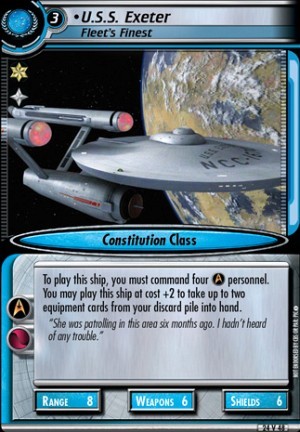 3
•U.S.S. Exeter
Fleet's Finest
Constitution Class
To play this ship, you must command four personnel.
You may play this ship at cost +2 to take up to two
equipment cards from your discard pile into hand.
"She was patrolling in this area six months ago. I hadn't heard
of any trouble."
RANGE 8
WEAPONS 6
SHIELDS 6
24 V 48